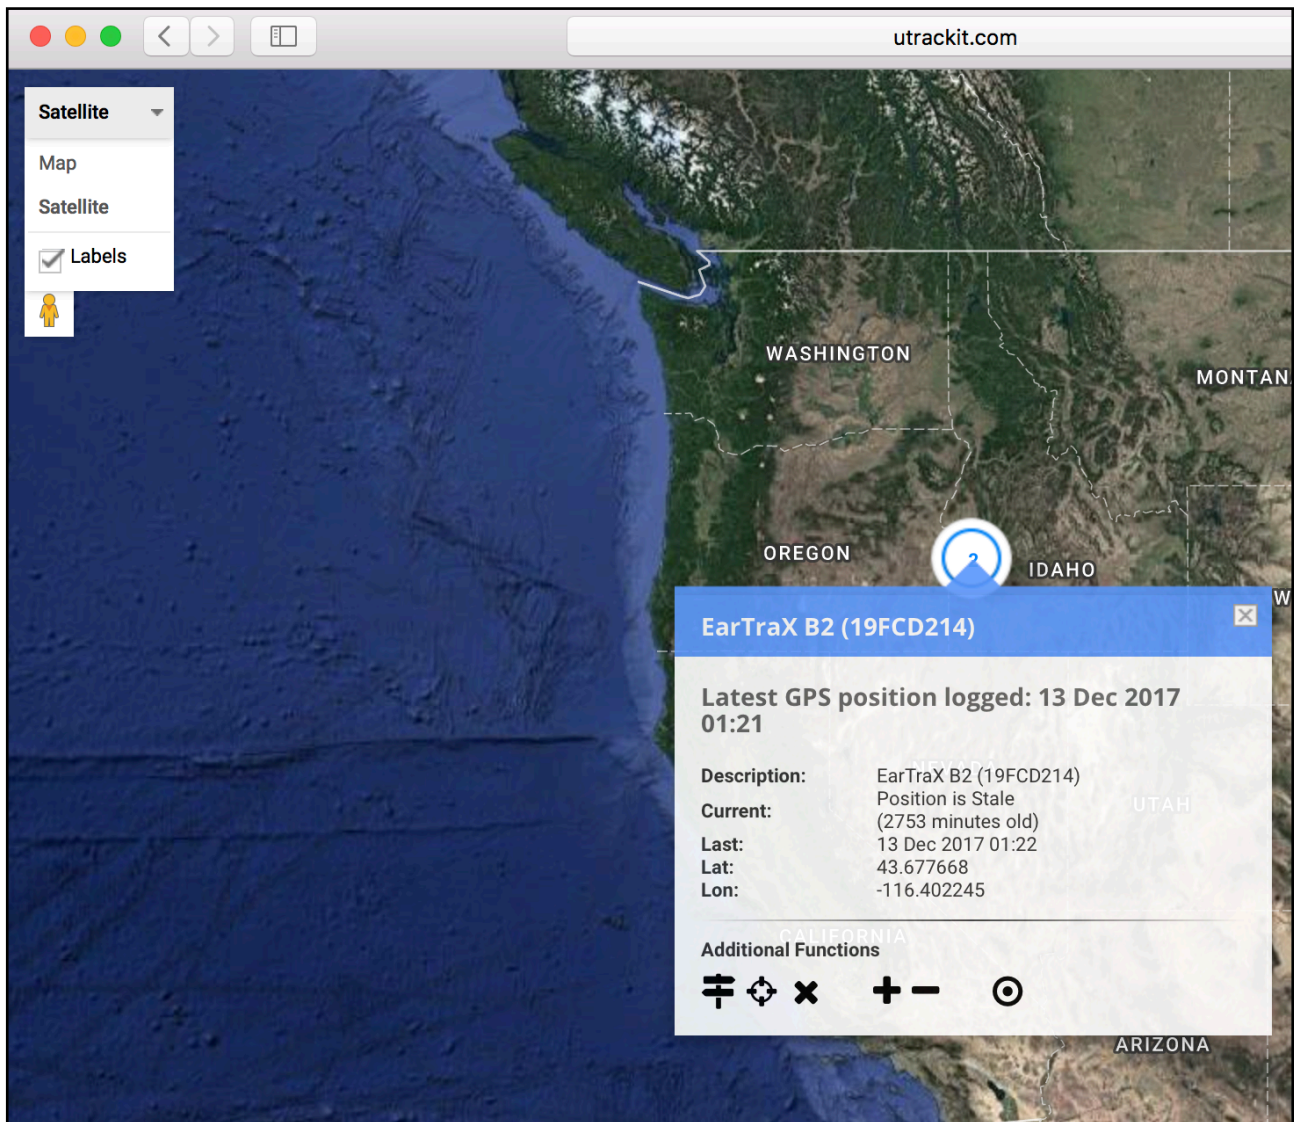 utrackit.com
Satellite
Map
Satellite
Labels
WASHINGTON
MONTAN
OREGON
2
IDAHO
W
EarTraX B2 (19FCD214)
Latest GPS position logged: 13 Dec 2017
01:21
NEVADA
Description: EarTraX B2 (19FCD214)
Current: Position is Stale
(2753 minutes old)
UTAH
Last: 13 Dec 2017 01:22
Lat: 43.677668
Lon: -116.402245
CALIFORNIA
Additional Functions
ARIZONA